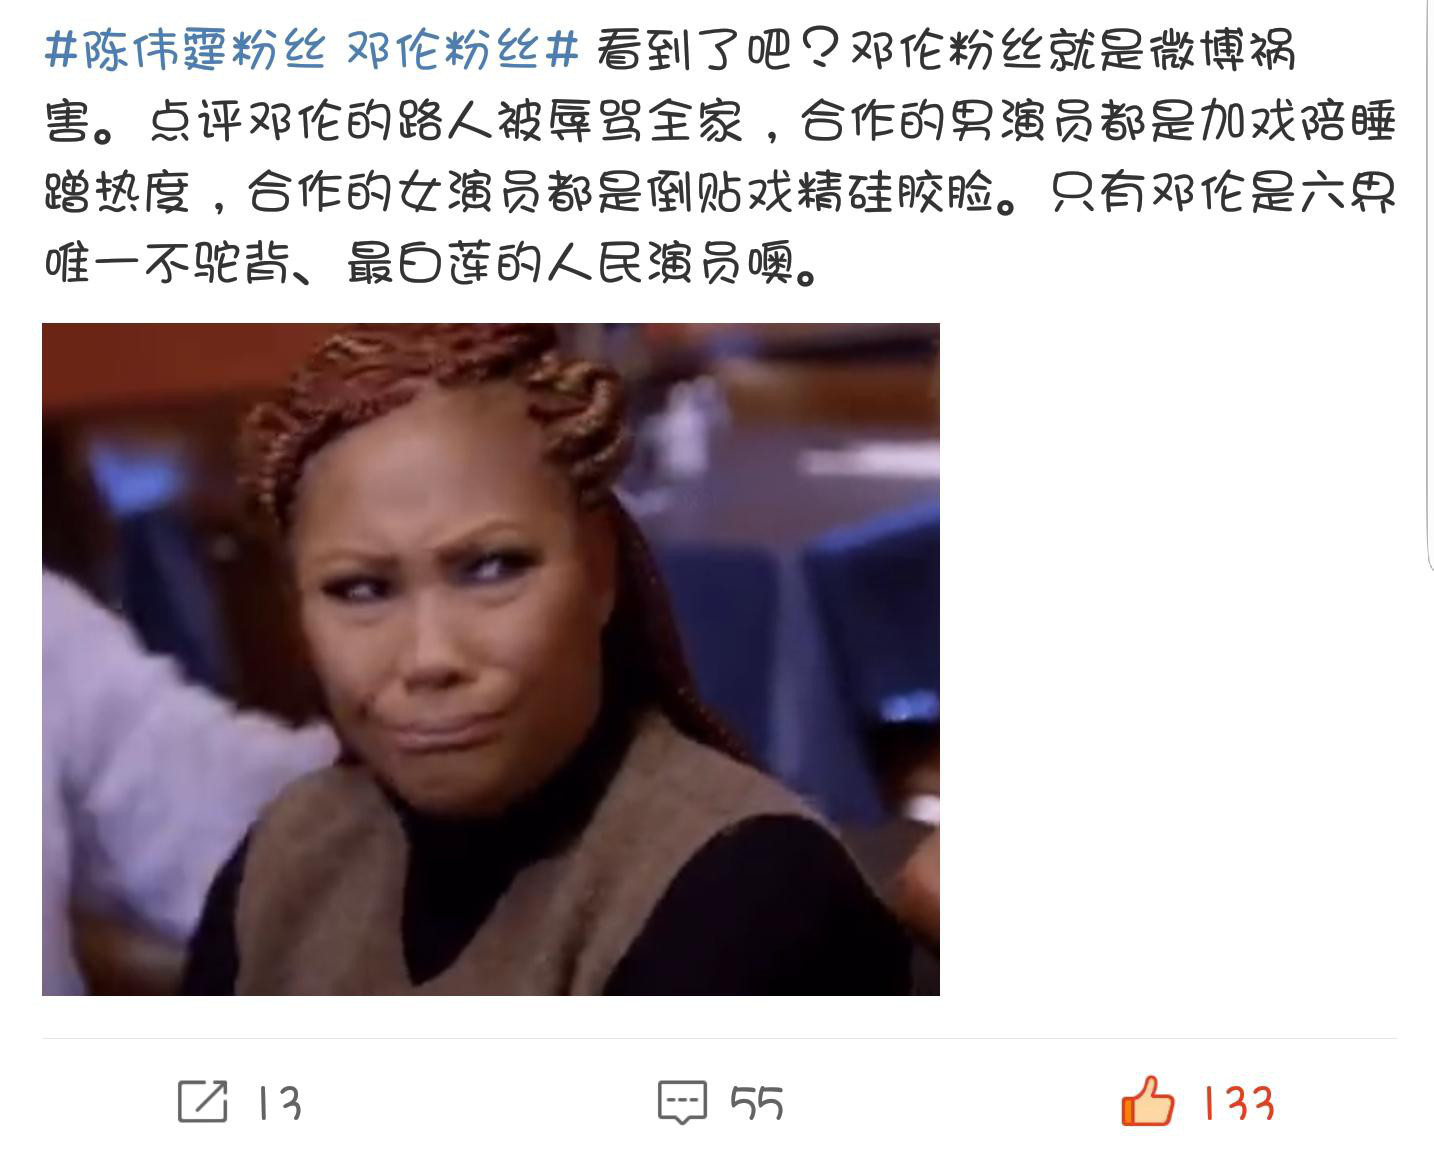 #陈伟霆粉丝 邓伦粉丝# 看到了吧？邓伦粉丝就是微博祸
害。点评邓伦的路人被辱骂全家，合作的男演员都是加戏陪睡
蹭热度，合作的女演员都是倒贴戏精硅胶脸。只有邓伦是六界
唯一不驼背、最白莲的人民演员噢。
13 55 133